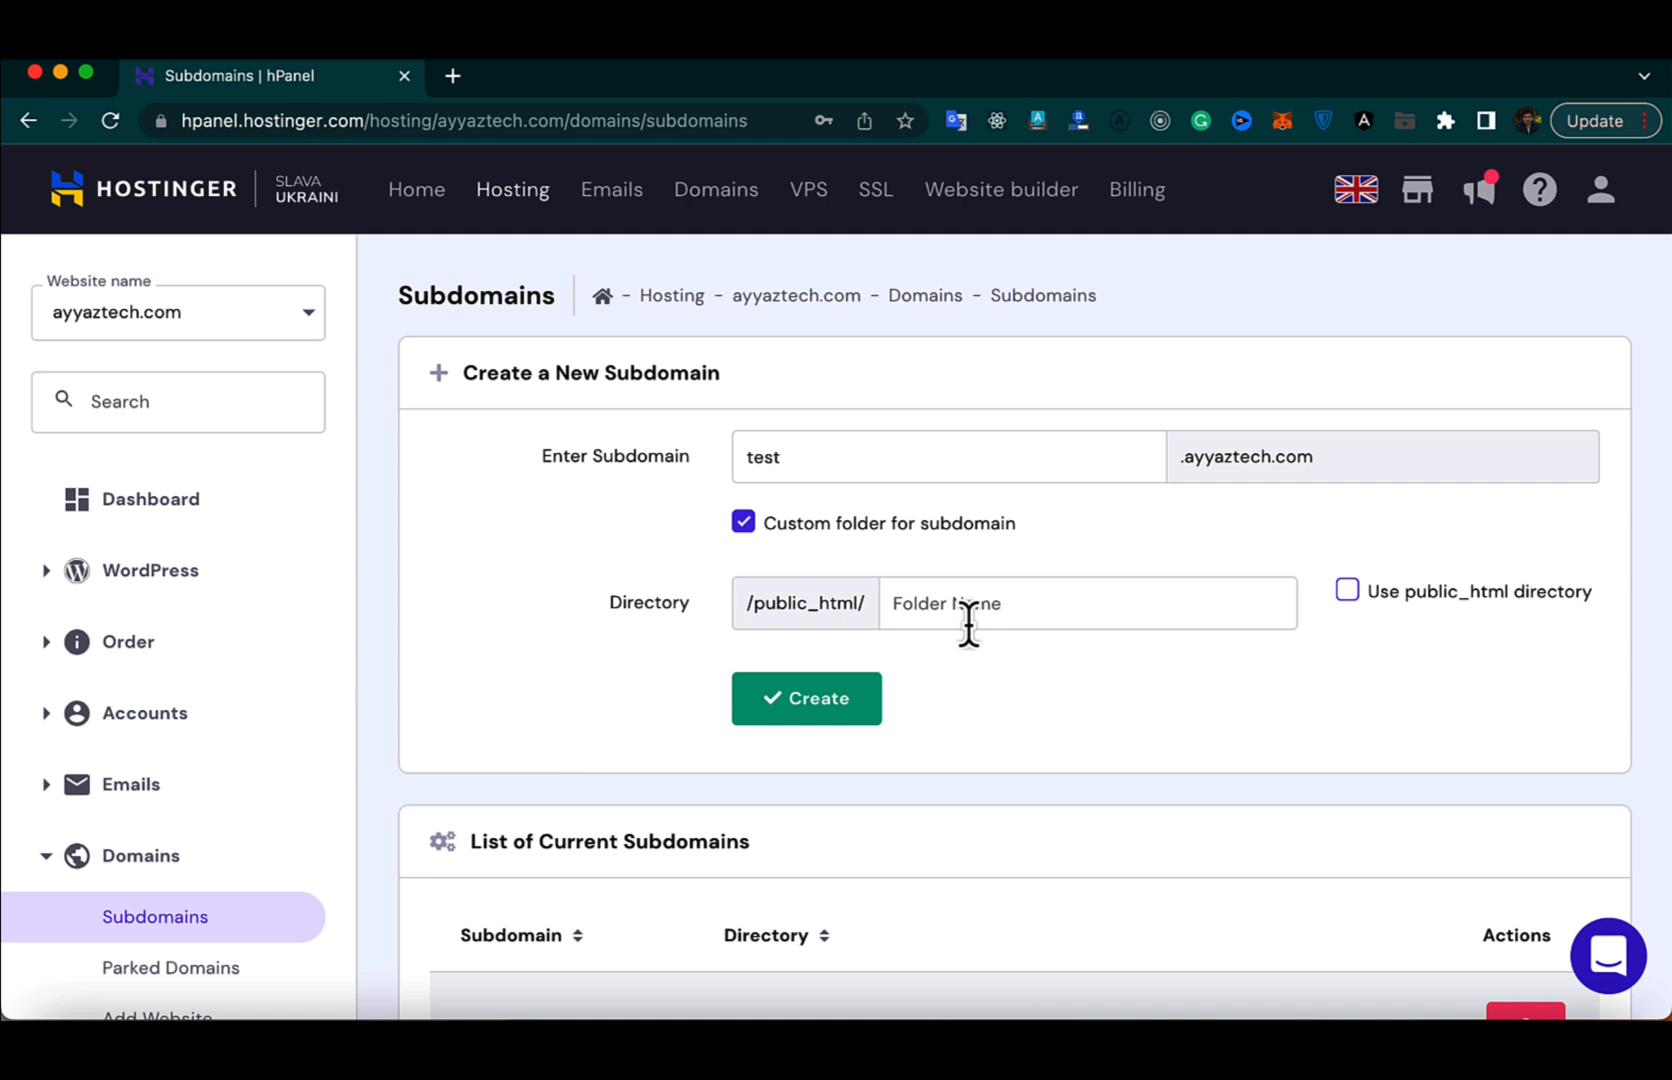 Subdomains | hPanel
hpanel.hostinger.com/hosting/ayyaztech.com/domains/subdomains
Update
HOSTINGER
SLAVA
UKRAINI
Home
Hosting
Emails
Domains
VPS
SSL
Website builder
Billing
Website name
ayyaztech.com
Search
Dashboard
WordPress
Order
Accounts
Emails
Domains
Subdomains
Parked Domains
Add Website
Subdomains
- Hosting - ayyaztech.com - Domains - Subdomains
Create a New Subdomain
Enter Subdomain
test
.ayyaztech.com
Custom folder for subdomain
Directory
/public_html/
Folder Name
Use public_html directory
Create
List of Current Subdomains
Subdomain
Directory
Actions